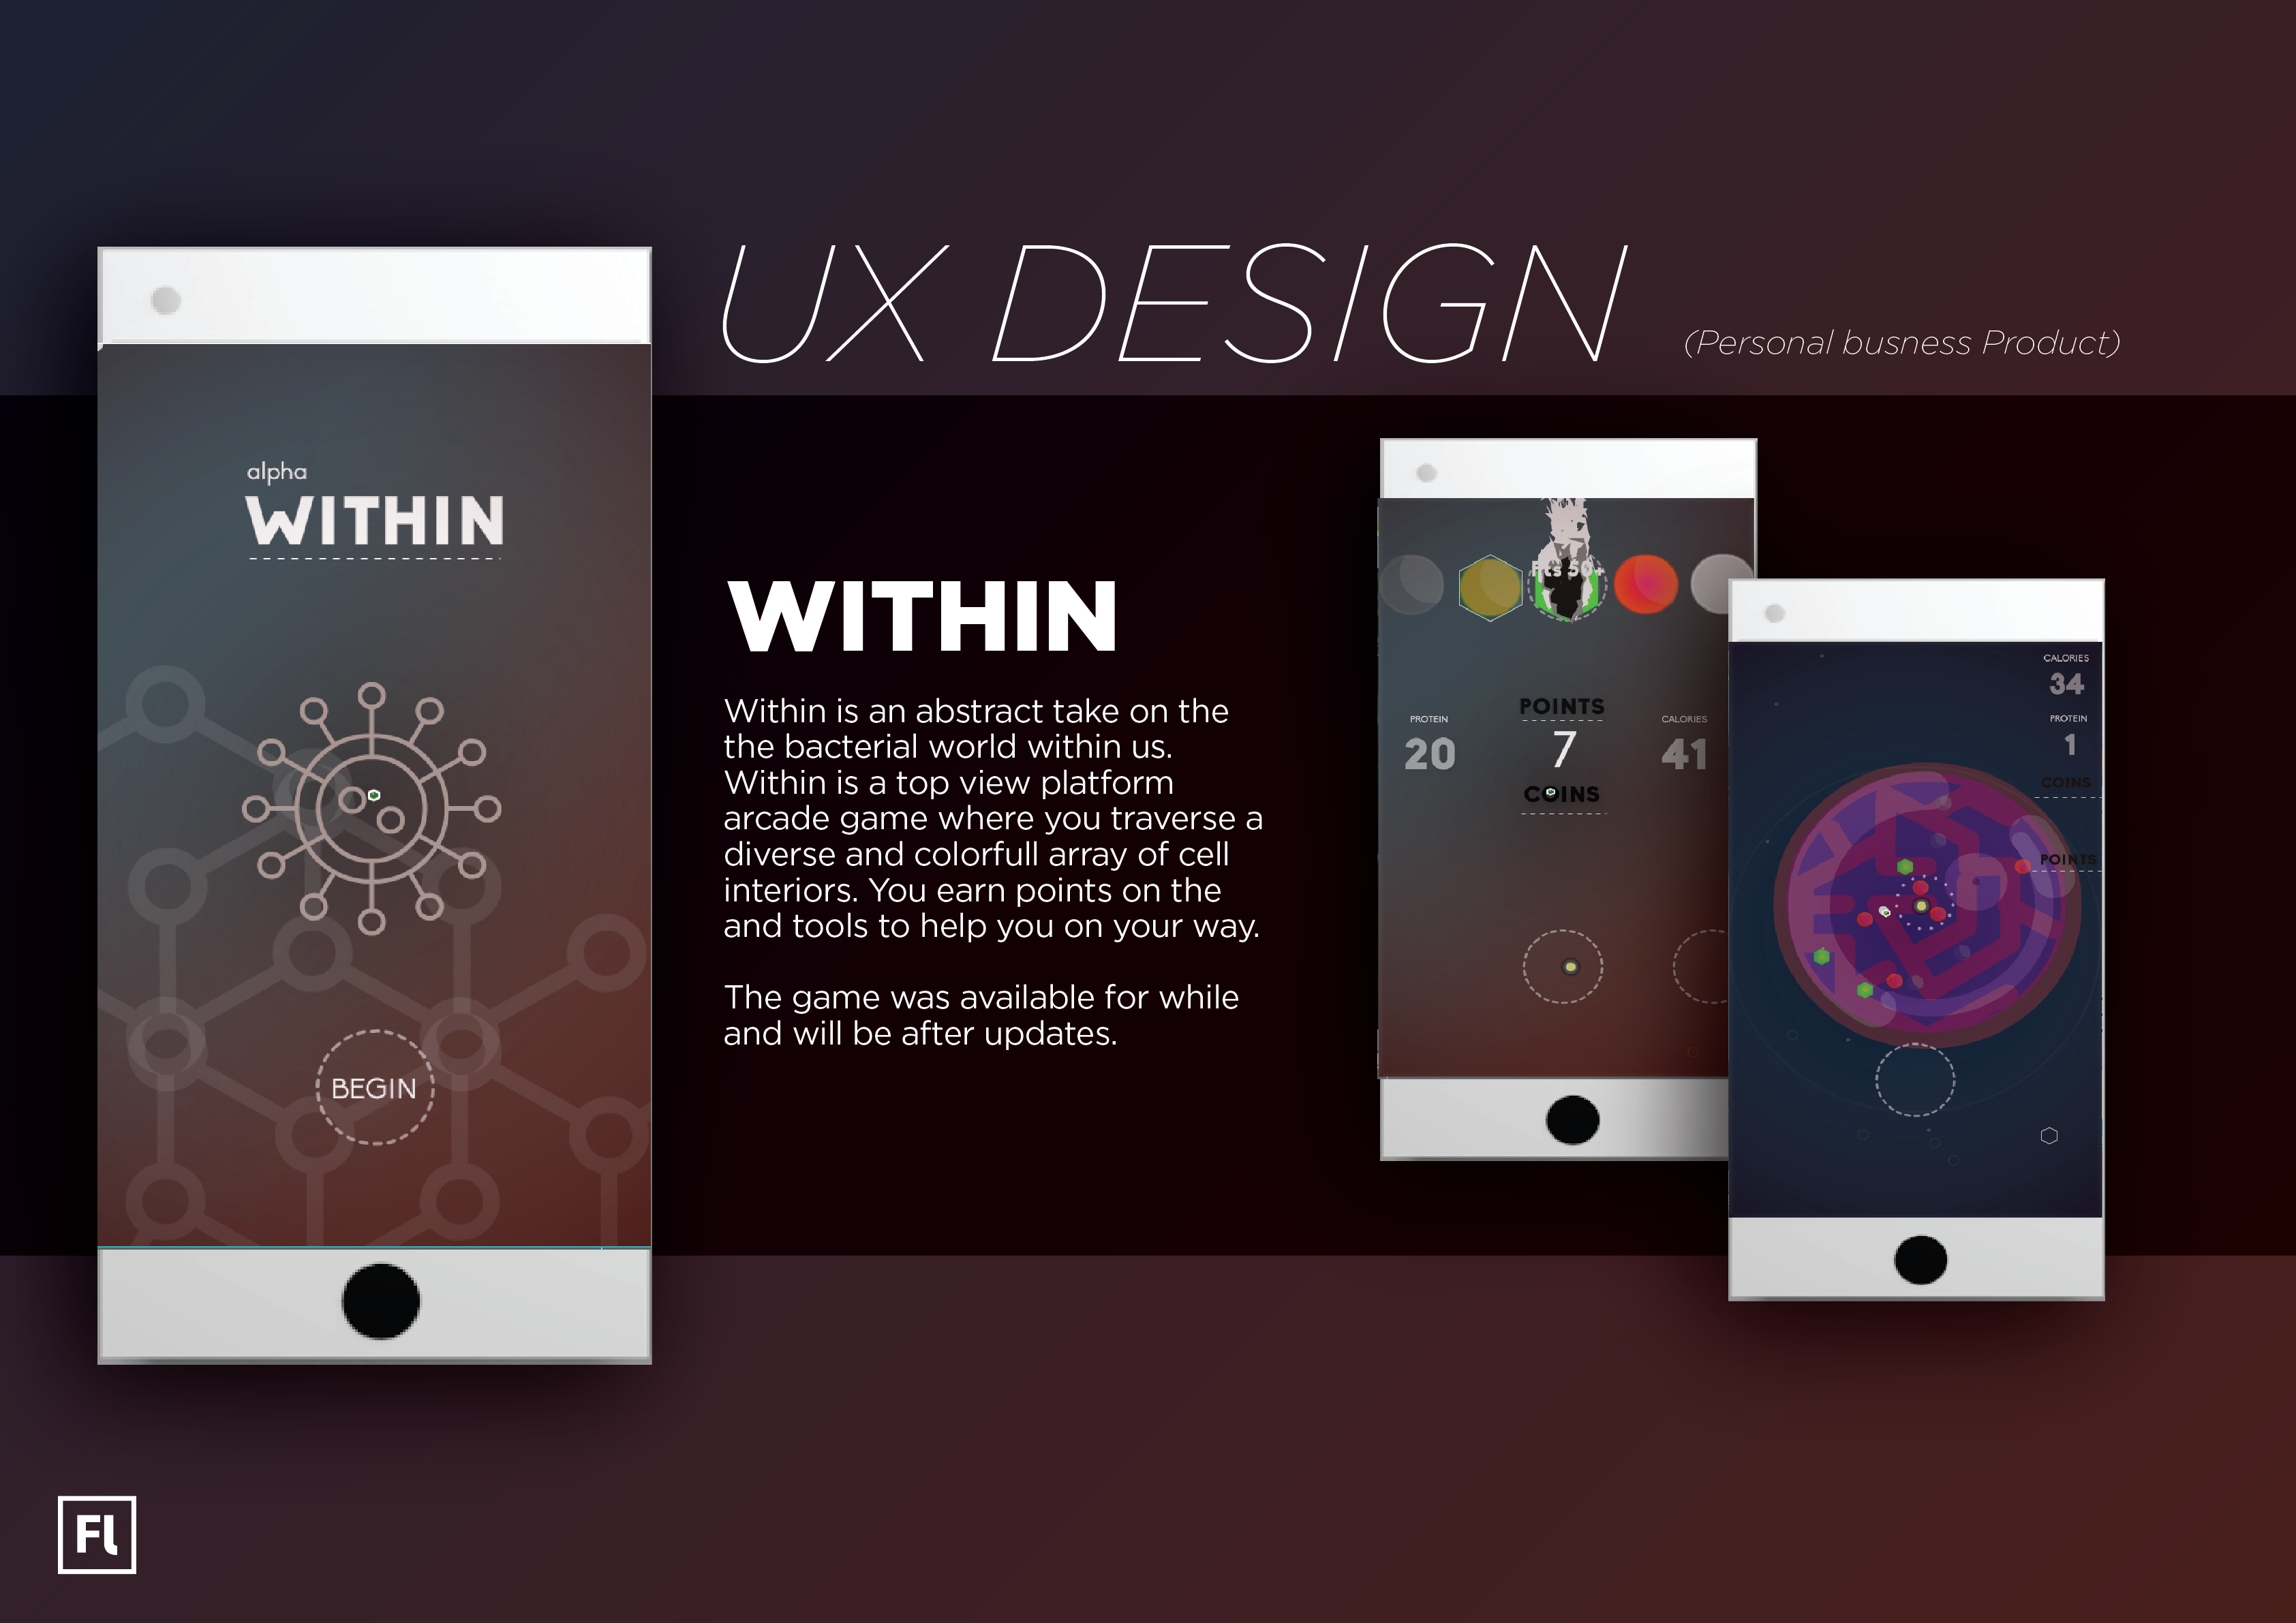 UX DESIGN
(Personal busness Product)
alpha
WITHIN
BEGIN
WITHIN
Within is an abstract take on the
the bacterial world within us.
Within is a top view platform
arcade game where you traverse a
diverse and colorfull array of cell
interiors. You earn points on the
and tools to help you on your way.
The game was available for while
and will be after updates.
50+
POINTS
PROTEIN
CALORIES
20
7
41
COINS
CALORIES
34
PROTEIN
1
COINS
POINTS
FL